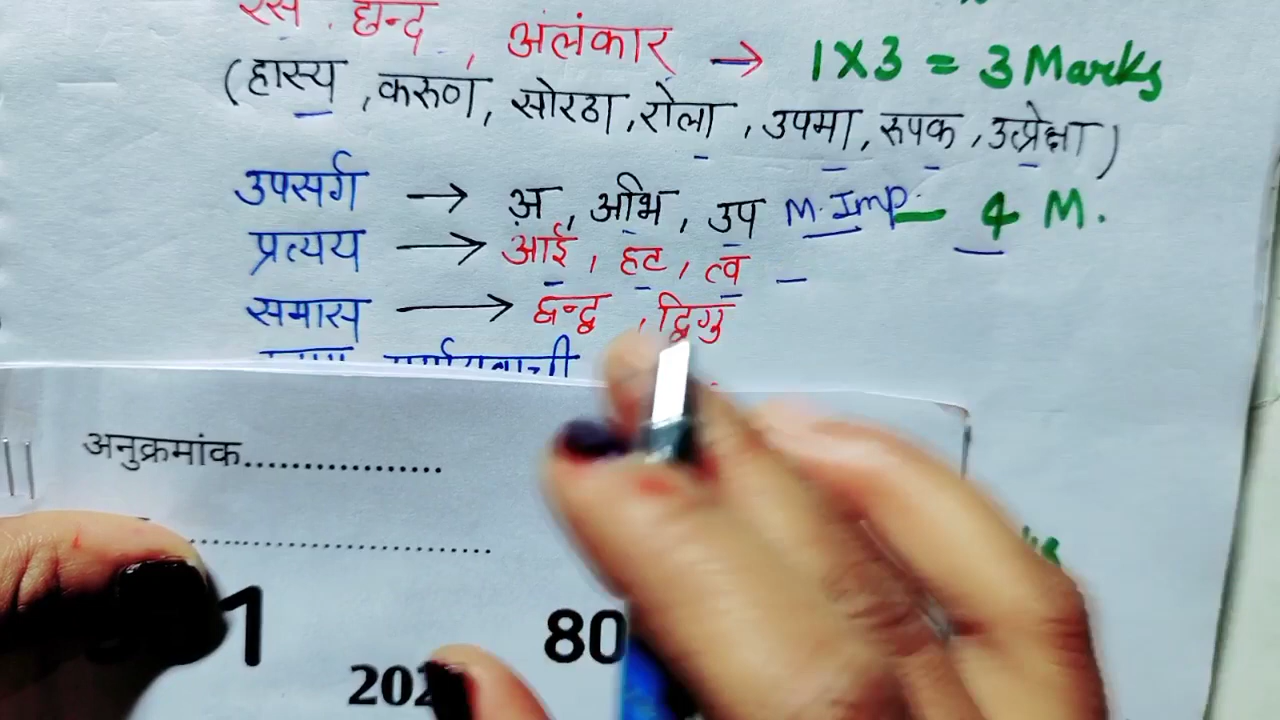 रस , छन्द , अलंकार → 1X3 = 3 Marks
(हास्य , करूण, सोरठा , रोला , उपमा , रुपक , उत्प्रेक्षा )
उपसर्ग → अ , अभि , उप M. Imp. — 4 M.
प्रत्यय → आई , हट , त्व —
समास → द्वन्द्व , द्विगु
अनुक्रमांक..................
1
80
202